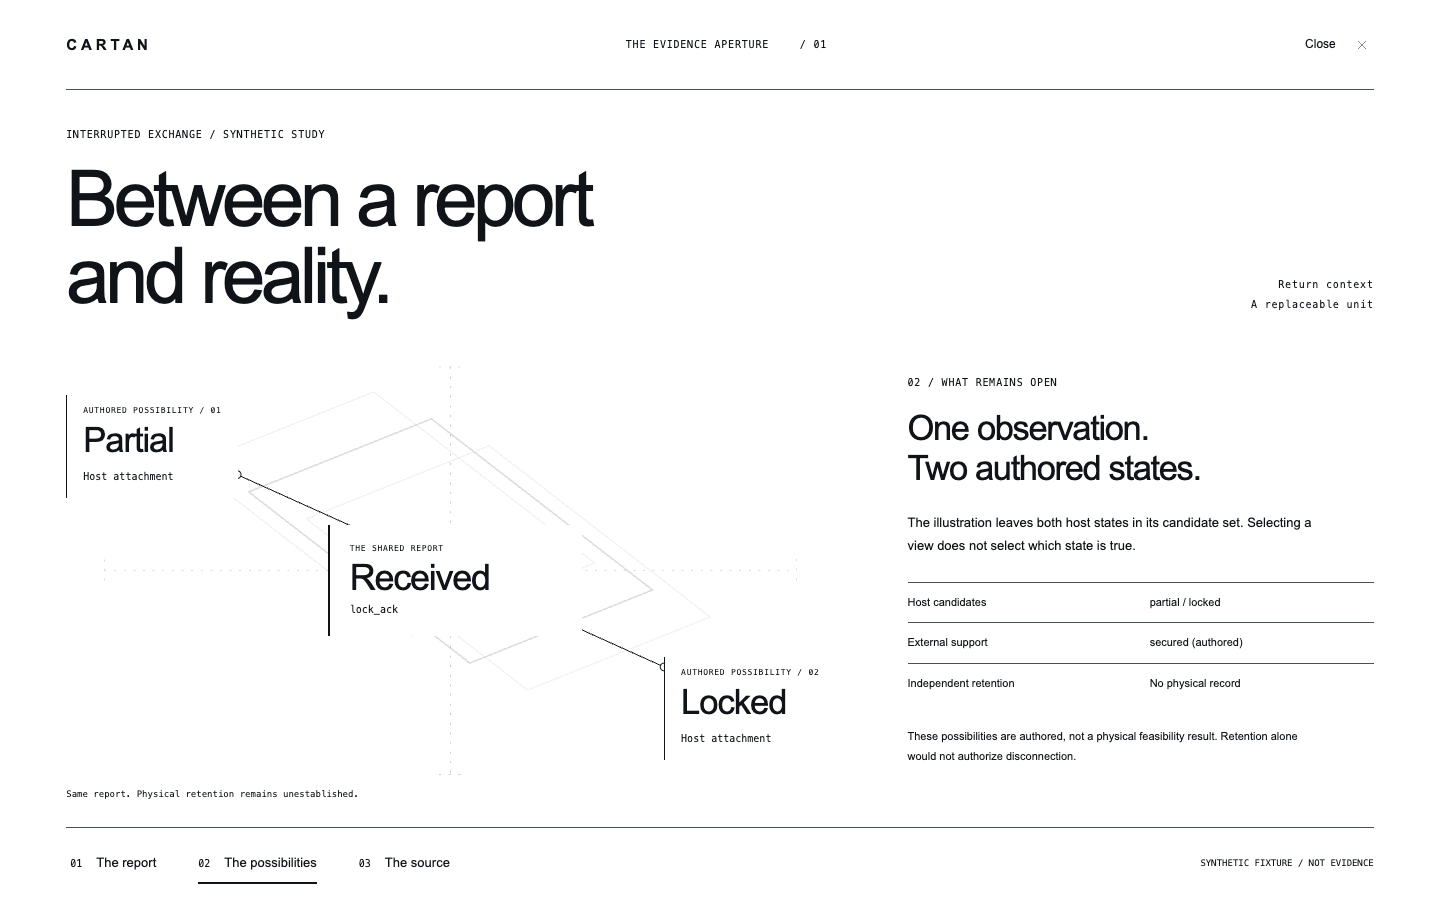 CARTAN
THE EVIDENCE APERTURE / 01
Close
INTERRUPTED EXCHANGE / SYNTHETIC STUDY
Between a report
and reality.
Return context
A replaceable unit
AUTHORED POSSIBILITY / 01
Partial
Host attachment
THE SHARED REPORT
Received
lock_ack
AUTHORED POSSIBILITY / 02
Locked
Host attachment
Same report. Physical retention remains unestablished.
02 / WHAT REMAINS OPEN
One observation.
Two authored states.
The illustration leaves both host states in its candidate set. Selecting a
view does not select which state is true.
Host candidates partial / locked
External support secured (authored)
Independent retention No physical record
These possibilities are authored, not a physical feasibility result. Retention alone
would not authorize disconnection.
01 The report 02 The possibilities 03 The source
SYNTHETIC FIXTURE / NOT EVIDENCE